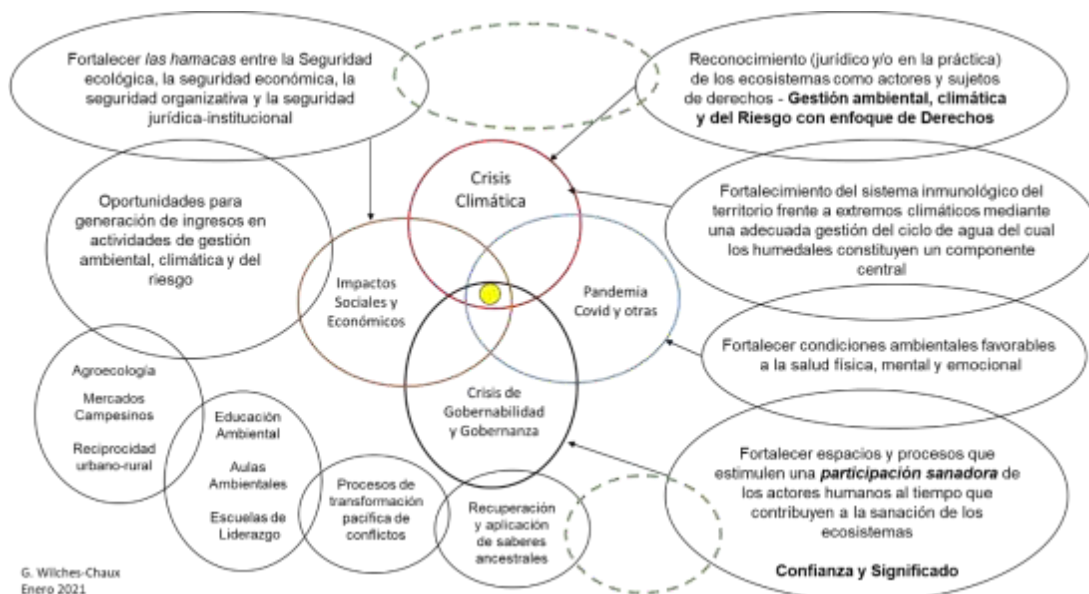 Fortalecer las hamacas entre la Seguridad
ecológica, la seguridad económica, la
seguridad organizativa y la seguridad
jurídica-institucional
Reconocimiento (jurídico y/o en la práctica)
de los ecosistemas como actores y sujetos
de derechos - Gestión ambiental, climática
y del Riesgo con enfoque de Derechos
Oportunidades para
generación de ingresos en
actividades de gestión
ambiental, climática y del
riesgo
Crisis
Climática
Fortalecimiento del sistema inmunológico del
territorio frente a extremos climáticos mediante
una adecuada gestión del ciclo de agua del cual
los humedales constituyen un componente
central
Impactos
Sociales y
Económicos
Pandemia
Covid y otras
Fortalecer condiciones ambientales favorables
a la salud física, mental y emocional
Crisis de
Gobernabilidad
y Gobernanza
Agroecología
Mercados
Campesinos
Reciprocidad
urbano-rural
Educación
Ambiental
Aulas
Ambientales
Escuelas de
Liderazgo
Procesos de
transformación
pacífica de
conflictos
Recuperación
y aplicación
de saberes
ancestrales
Fortalecer espacios y procesos que
estimulen una participación sanadora de
los actores humanos al tiempo que
contribuyen a la sanación de los
ecosistemas
Confianza y Significado
G. Wilches-Chaux
Enero 2021